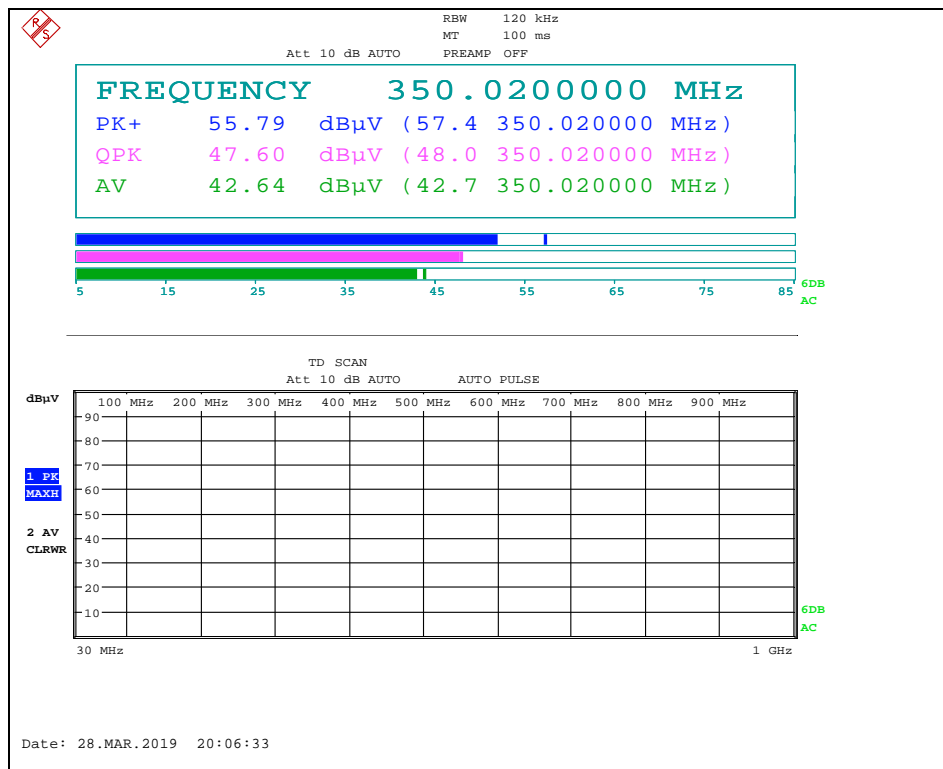 R S
RBW 120 kHz
MT 100 ms
Att 10 dB AUTO PREAMP OFF
FREQUENCY 350.0200000 MHz
PK+ 55.79 dBµV (57.4 350.020000 MHz)
QPK 47.60 dBµV (48.0 350.020000 MHz)
AV 42.64 dBµV (42.7 350.020000 MHz)
5 15 25 35 45 55 65 75 85
6DB
AC
TD SCAN
Att 10 dB AUTO AUTO PULSE
dBµV
100 MHz 200 MHz 300 MHz 400 MHz 500 MHz 600 MHz 700 MHz 800 MHz 900 MHz
90
80
70
1 PK
MAXH
60
50
2 AV
CLRWR
40
30
20
10
6DB
AC
30 MHz 1 GHz
Date: 28.MAR.2019 20:06:33